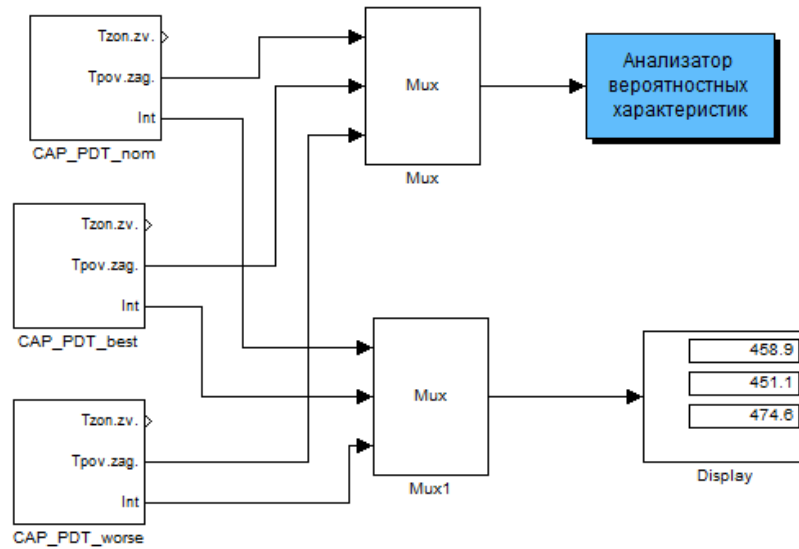 Tzon.zv.
Tpov.zag.
Int
CAP_PDT_nom
Mux
Mux
Анализатор
вероятностных
характеристик
Tzon.zv.
Tpov.zag.
Int
CAP_PDT_best
Mux
Mux1
458.9
451.1
474.6
Display
Tzon.zv.
Tpov.zag.
Int
CAP_PDT_worse